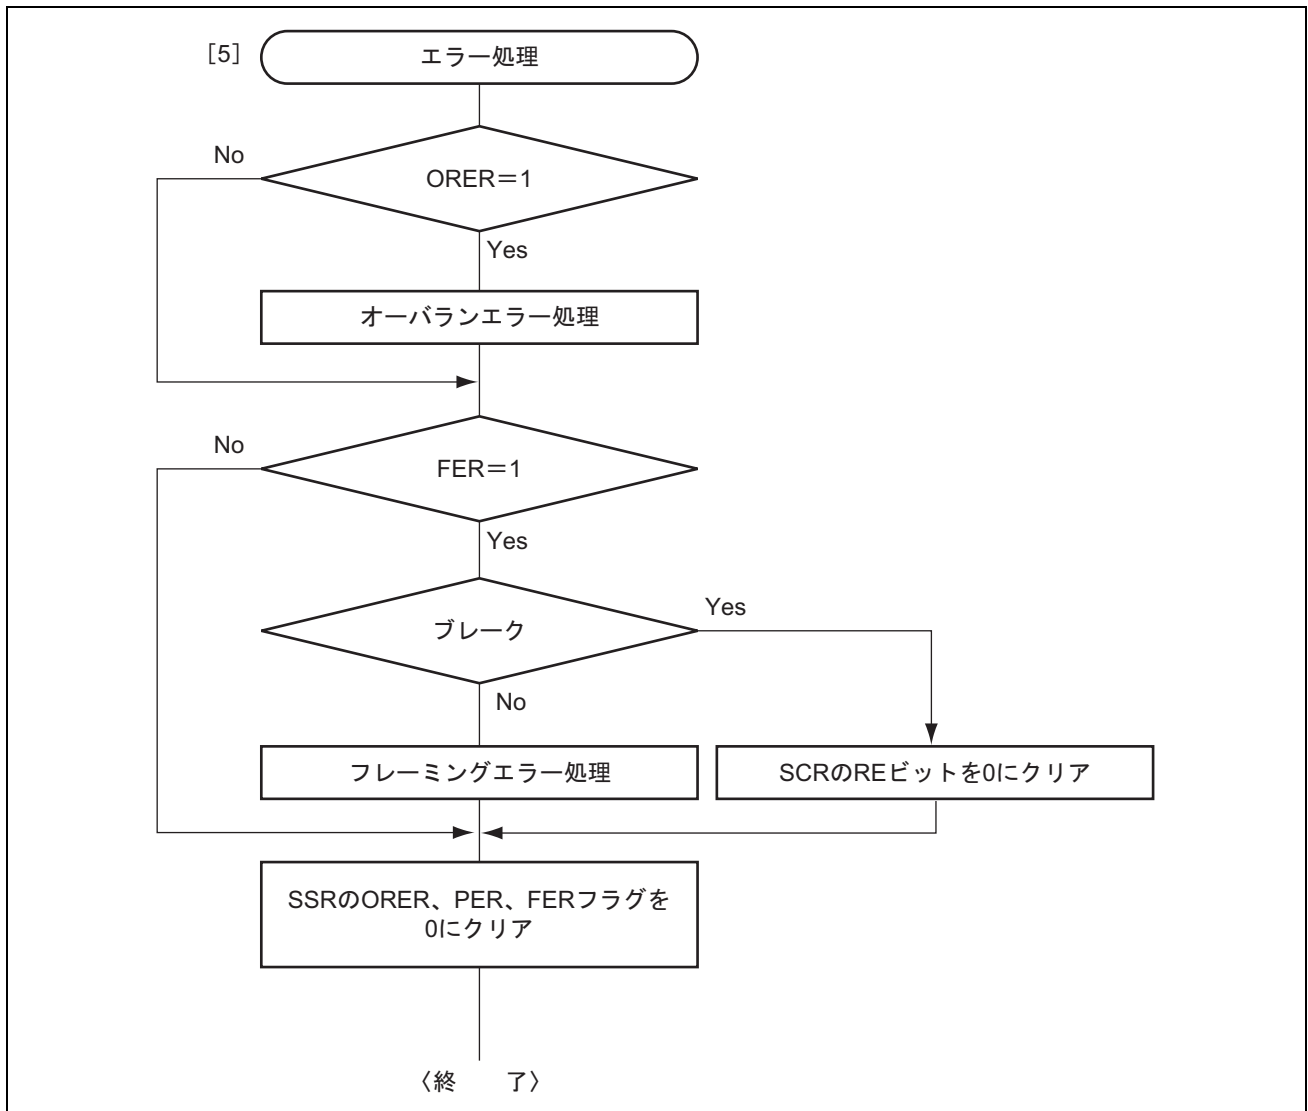 ［5］
エラー処理
No
ORER＝1
Yes
オーバランエラー処理
No
FER＝1
Yes
ブレーク
Yes
No
フレーミングエラー処理
SCRのREビットを0にクリア
SSRのORER、PER、FERフラグを
0にクリア
〈終　　了〉